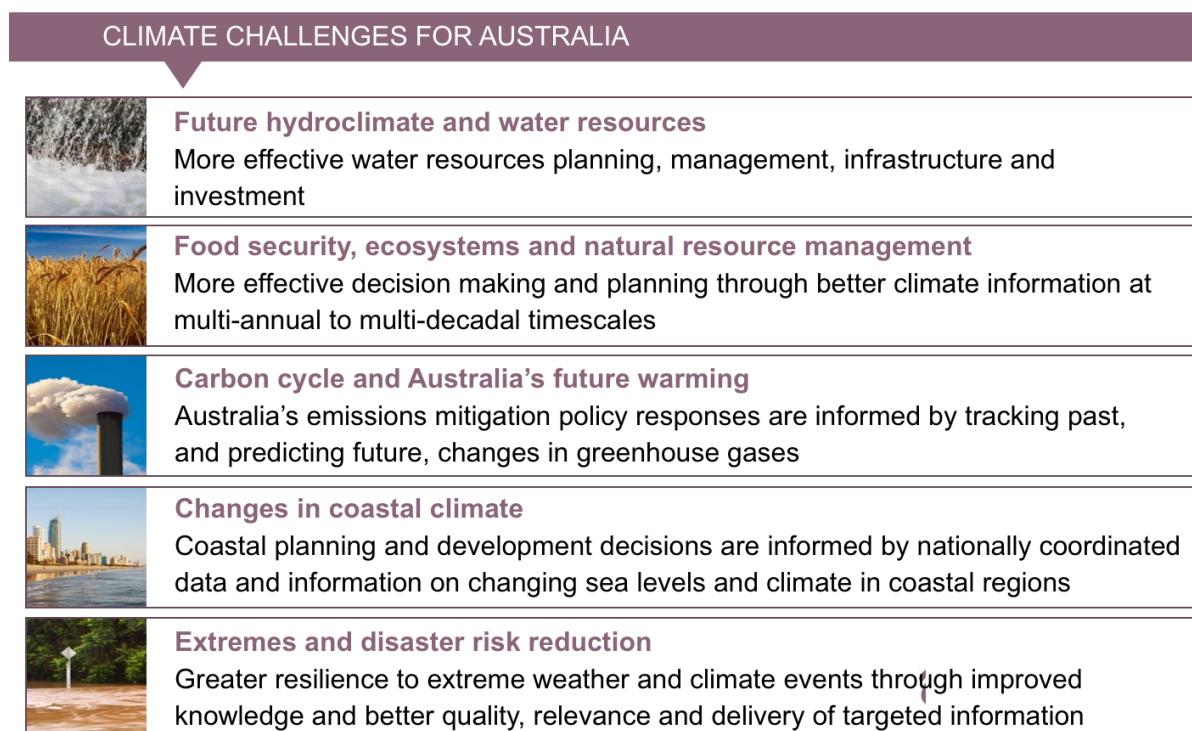 CLIMATE CHALLENGES FOR AUSTRALIA
Future hydroclimate and water resources
More effective water resources planning, management, infrastructure and
investment
Food security, ecosystems and natural resource management
More effective decision making and planning through better climate information at
multi-annual to multi-decadal timescales
Carbon cycle and Australia’s future warming
Australia’s emissions mitigation policy responses are informed by tracking past,
and predicting future, changes in greenhouse gases
Changes in coastal climate
Coastal planning and development decisions are informed by nationally coordinated
data and information on changing sea levels and climate in coastal regions
Extremes and disaster risk reduction
Greater resilience to extreme weather and climate events through improved
knowledge and better quality, relevance and delivery of targeted information